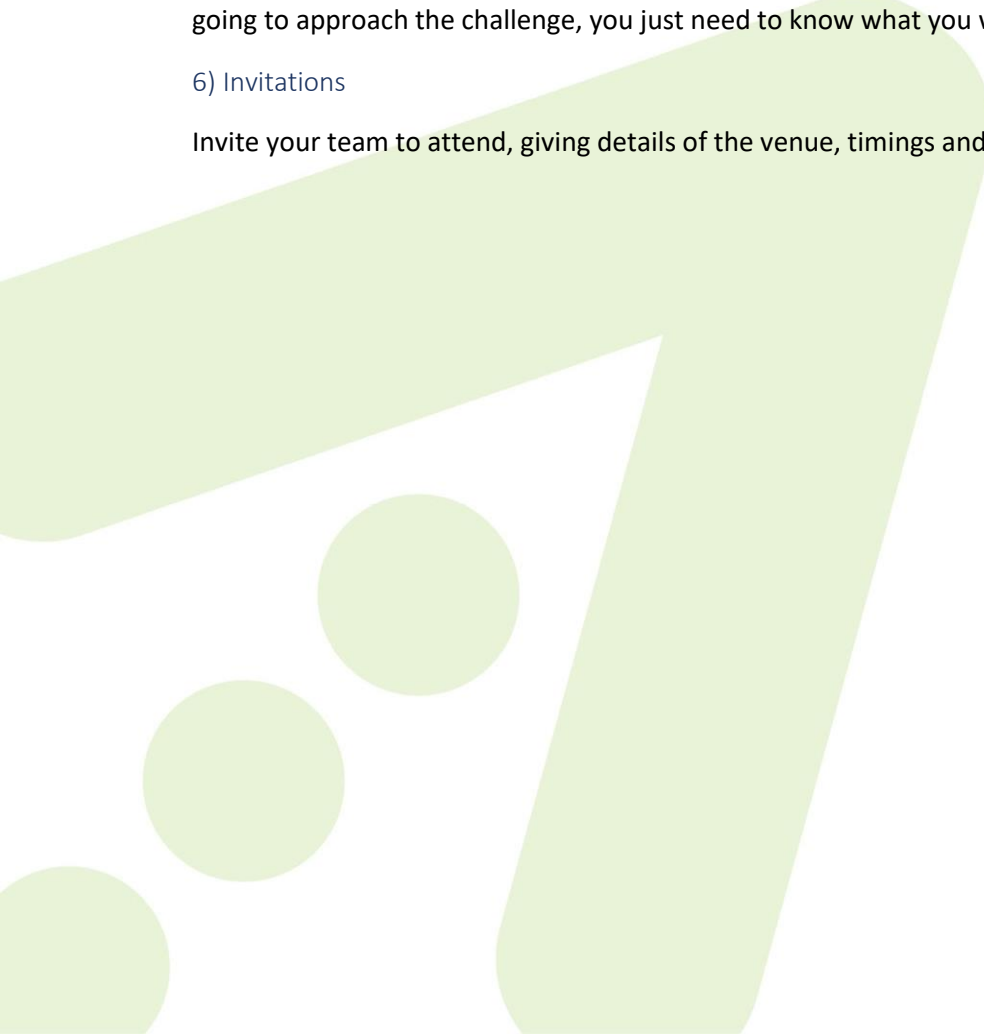 going to approach the challenge, you just need to know what you
6) Invitations
Invite your team to attend, giving details of the venue, timings and